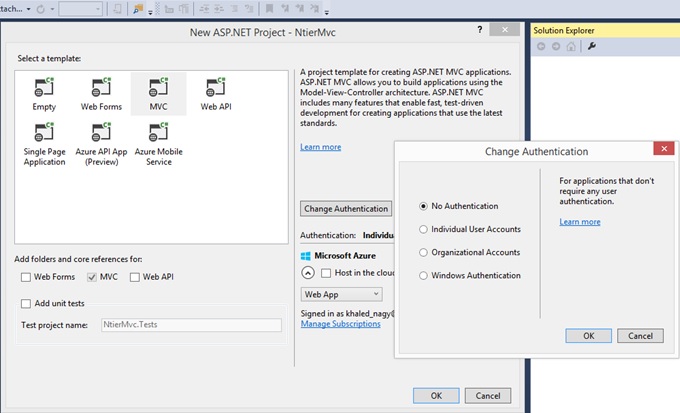 ttach...
New ASP.NET Project - NtierMvc
?
Solution Explorer
Select a template:
Empty
Web Forms
MVC
Web API
Single Page
Application
Azure API App
(Preview)
Azure Mobile
Service
A project template for creating ASP.NET MVC applications.
ASP.NET MVC allows you to build applications using the
Model-View-Controller architecture. ASP.NET MVC
includes many features that enable fast, test-driven
development for creating applications that use the latest
standards.
Learn more
Change Authentication
Authentication: Individ
Microsoft Azure
Host in the cloud
Web App
Signed in as khaled_nagy@
Manage Subscriptions
Add folders and core references for:
Web Forms
MVC
Web API
Add unit tests
Test project name:
NtierMvc.Tests
OK
Cancel
Change Authentication
No Authentication
Individual User Accounts
Organizational Accounts
Windows Authentication
For applications that don't
require any user
authentication.
Learn more
OK
Cancel